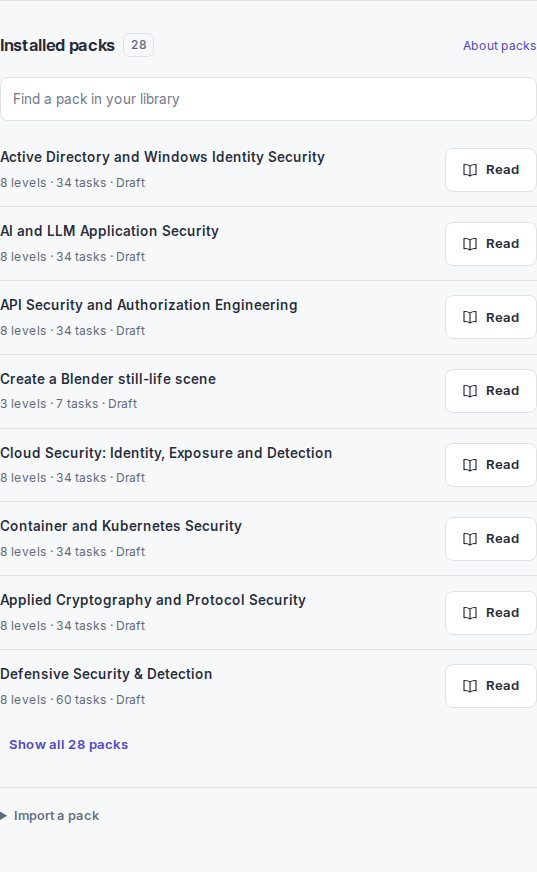 Installed packs 28
About packs
Find a pack in your library
Active Directory and Windows Identity Security
8 levels · 34 tasks · Draft
Read
AI and LLM Application Security
8 levels · 34 tasks · Draft
Read
API Security and Authorization Engineering
8 levels · 34 tasks · Draft
Read
Create a Blender still-life scene
3 levels · 7 tasks · Draft
Read
Cloud Security: Identity, Exposure and Detection
8 levels · 34 tasks · Draft
Read
Container and Kubernetes Security
8 levels · 34 tasks · Draft
Read
Applied Cryptography and Protocol Security
8 levels · 34 tasks · Draft
Read
Defensive Security & Detection
8 levels · 60 tasks · Draft
Read
Show all 28 packs
Import a pack